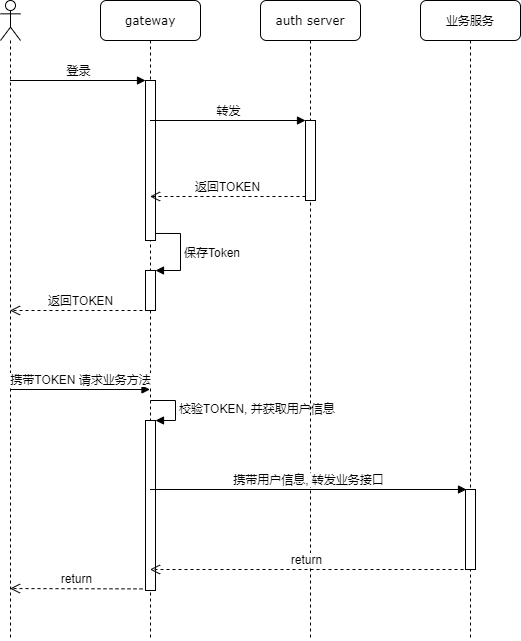 gateway
auth server
业务服务
登录
转发
返回TOKEN
保存Token
返回TOKEN
携带TOKEN 请求业务方法
校验TOKEN, 并获取用户信息
携带用户信息, 转发业务接口
return
return